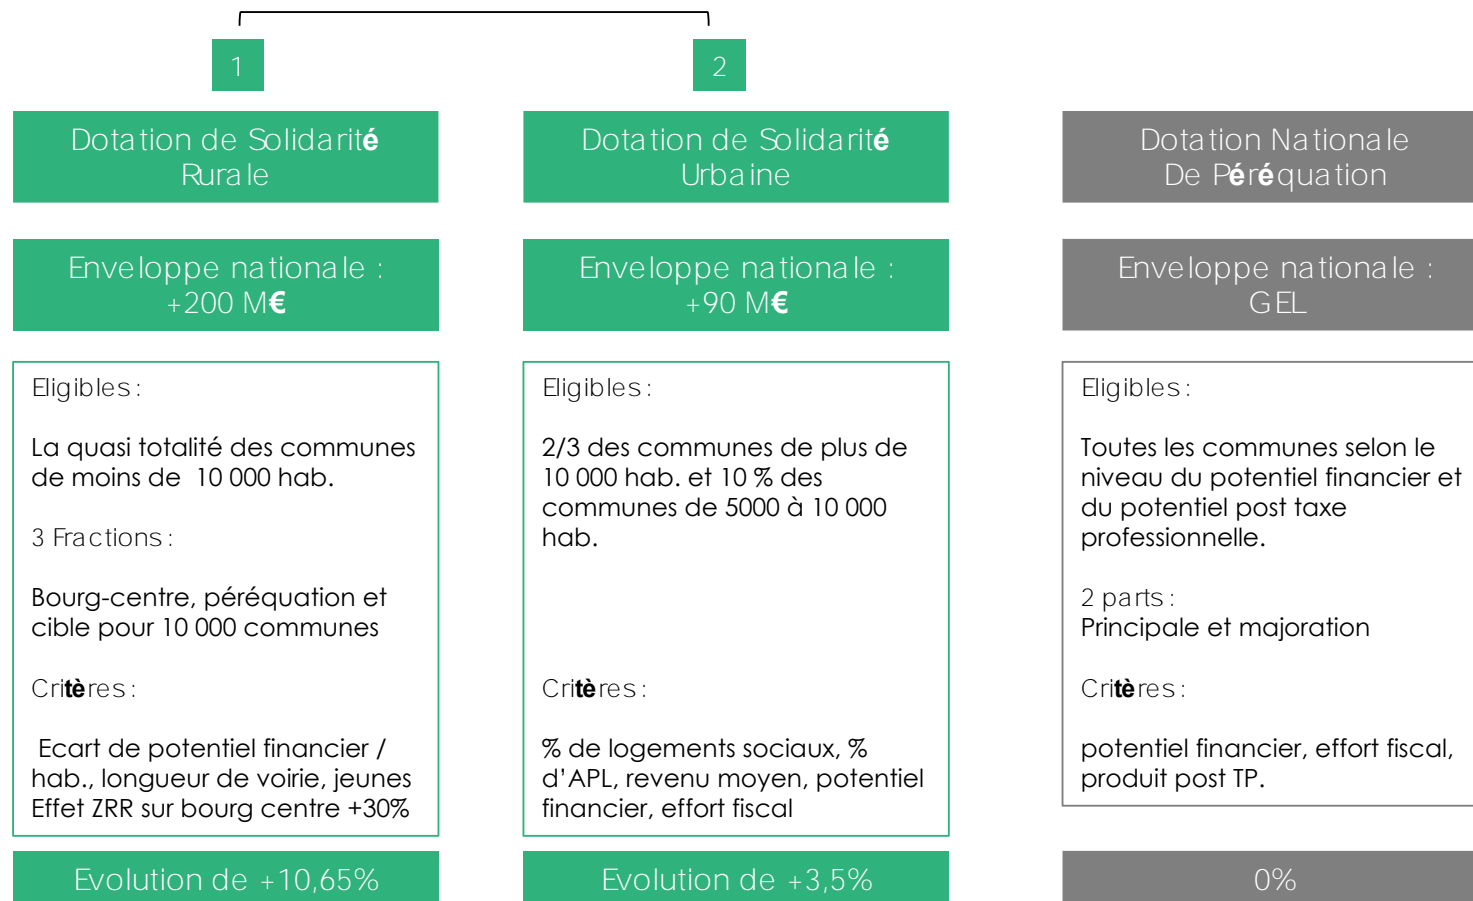 1
Dotation de Solidarité
Rurale
Enveloppe nationale :
+200 M€
Eligibles :
La quasi totalité des communes
de moins de 10 000 hab.
3 Fractions :
Bourg-centre, péréquation et
cible pour 10 000 communes
Critères :
Ecart de potentiel financier /
hab., longueur de voirie, jeunes
Effet ZRR sur bourg centre +30%
Evolution de +10,65%
2
Dotation de Solidarité
Urbaine
Enveloppe nationale :
+90 M€
Eligibles :
2/3 des communes de plus de
10 000 hab. et 10 % des
communes de 5000 à 10 000
hab.
Critères :
% de logements sociaux, %
d’APL, revenu moyen, potentiel
financier, effort fiscal
Evolution de +3,5%
Dotation Nationale
De Péréquation
Enveloppe nationale :
GEL
Eligibles :
Toutes les communes selon le
niveau du potentiel financier et
du potentiel post taxe
professionnelle.
2 parts :
Principale et majoration
Critères :
potentiel financier, effort fiscal,
produit post TP.
0%